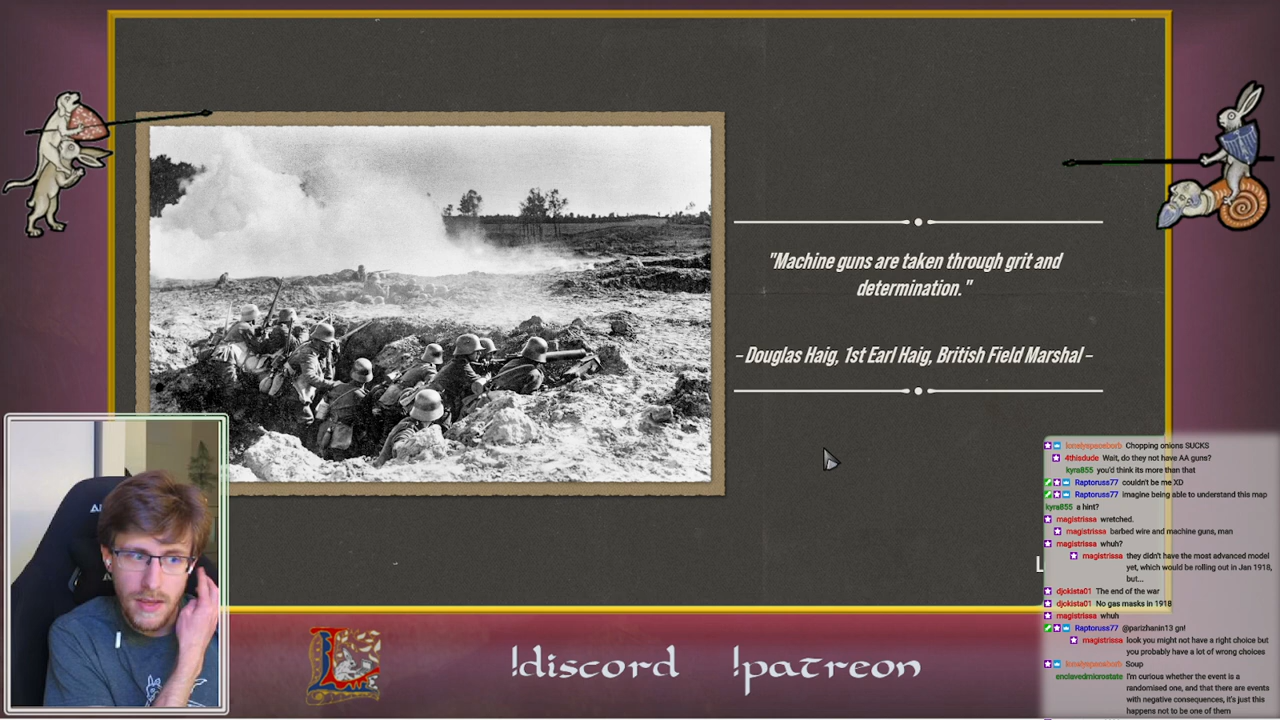 "Machine guns are taken through grit and
determination."
– Douglas Haig, 1st Earl Haig, British Field Marshal –
lonelyspaceborb Chopping onions SUCKS
4thisdude Wait, do they not have AA guns?
kyra855 you'd think its more than that
Raptoruss77 couldn't be me XD
Raptoruss77 imagine being able to understand this map
kyra855 a hint?
magistrissa wretched.
magistrissa barbed wire and machine guns, man
magistrissa whuh?
magistrissa they didn't have the most advanced model
yet, which would be rolling out in Jan 1918,
but...
djokista01 The end of the war
djokista01 No gas masks in 1918
magistrissa whuh
Raptoruss77 @parizhanin13 gn!
magistrissa look you might not have a right choice but
you probably have a lot of wrong choices
lonelyspaceborb Soup
enclavedmicrostate I'm curious whether the event is a
randomised one, and that there are events
with negative consequences, it's just this
happens not to be one of them
!discord !patreon